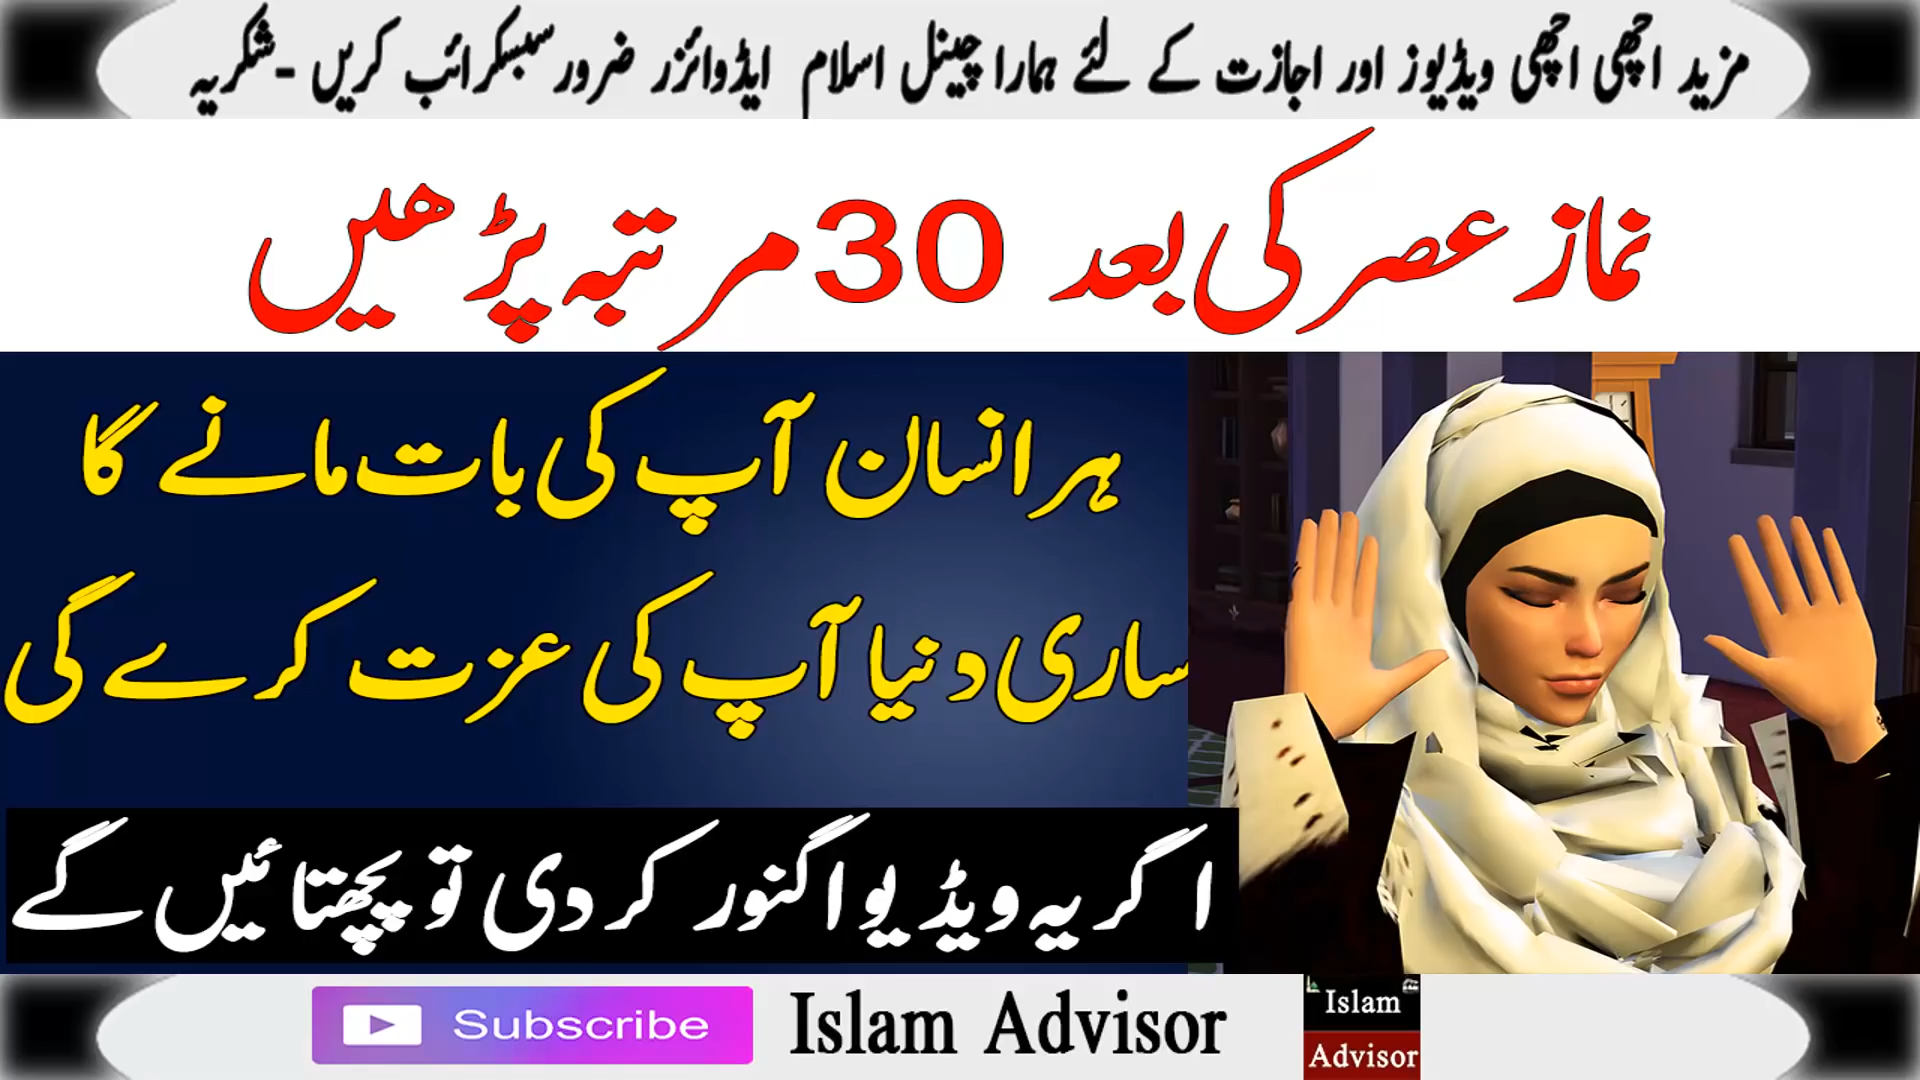 مزید اچھی اچھی ویڈیوز اور اجازت کے لئے ہمارا چینل اسلام ایڈوائزر ضرور سبسکرائب کریں -شکریہ
نماز عصر کی بعد 30 مرتبہ پڑھیں
ہر انسان آپ کی بات مانے گا
ساری دنیا آپ کی عزت کرے گی
اگر یہ ویڈیو اگنور کر دی تو پچھتائیں گے
Subscribe Islam Advisor
Islam
Advisor